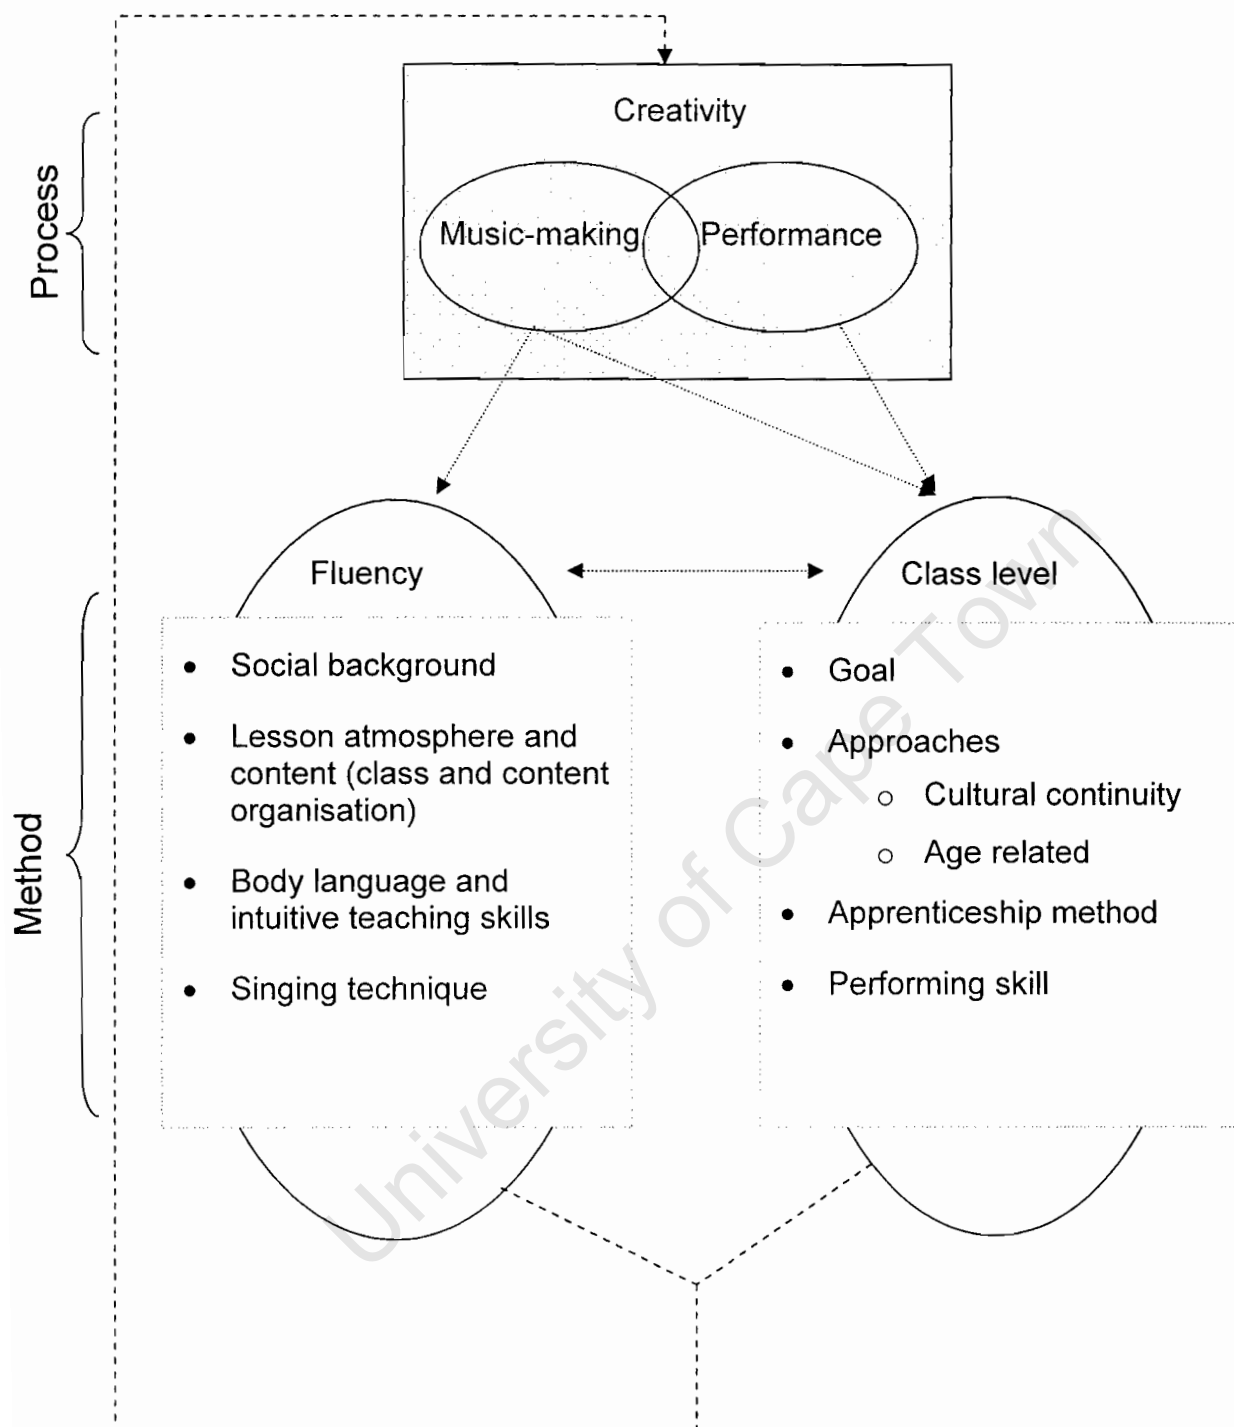 Process
Creativity
Music-making
Performance
Method
Fluency
Social background
Lesson atmosphere and
content (class and content
organisation)
Body language and
intuitive teaching skills
Singing technique
Class level
Goal
Approaches
Cultural continuity
Age related
Apprenticeship method
Performing skill
University of Cape Town